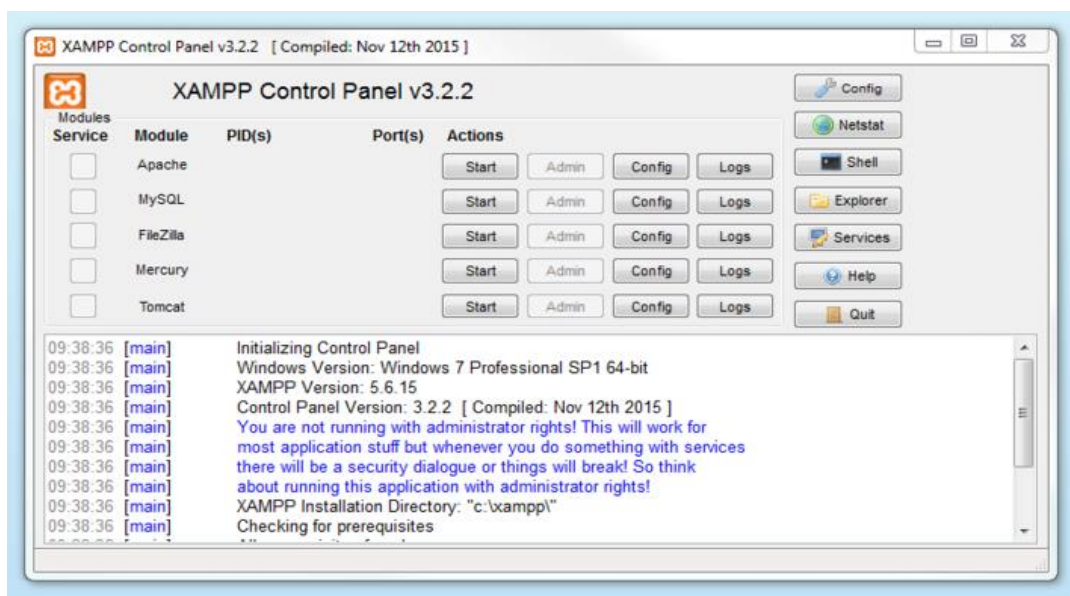 XAMPP Control Panel v3.2.2 [ Compiled: Nov 12th 2015 ]
XAMPP Control Panel v3.2.2
Config
Modules
Service Module PID(s) Port(s) Actions
Netstat
Apache Start Admin Config Logs
Shell
MySQL Start Admin Config Logs
Explorer
FileZilla Start Admin Config Logs
Services
Mercury Start Admin Config Logs
Help
Tomcat Start Admin Config Logs
Quit
09:38:36 [main] Initializing Control Panel
09:38:36 [main] Windows Version: Windows 7 Professional SP1 64-bit
09:38:36 [main] XAMPP Version: 5.6.15
09:38:36 [main] Control Panel Version: 3.2.2 [ Compiled: Nov 12th 2015 ]
09:38:36 [main] You are not running with administrator rights! This will work for
09:38:36 [main] most application stuff but whenever you do something with services
09:38:36 [main] there will be a security dialogue or things will break! So think
09:38:36 [main] about running this application with administrator rights!
09:38:36 [main] XAMPP Installation Directory: "c:\xampp\"
09:38:36 [main] Checking for prerequisites